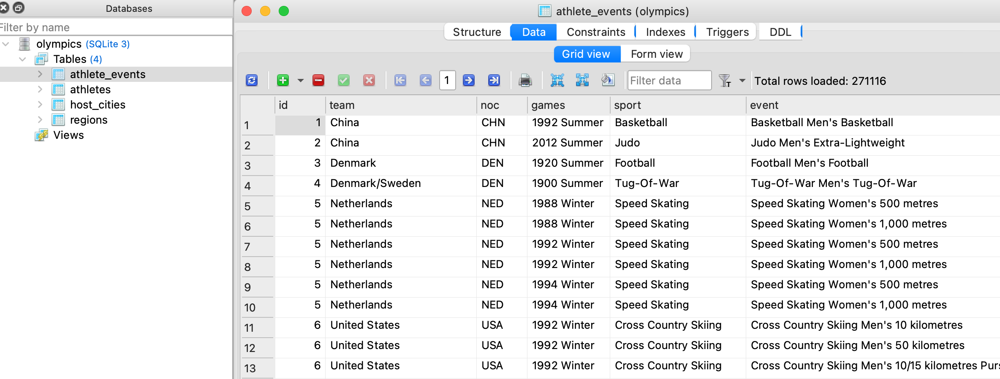 Databases
Filter by name
olympics (SQLite 3)
Tables (4)
athlete_events
athletes
host_cities
regions
Views
athlete_events (olympics)
Structure Data Constraints Indexes Triggers DDL
Grid view Form view
1 Filter data T Total rows loaded: 271116
id team noc games sport event
1 1 China CHN 1992 Summer Basketball Basketball Men's Basketball
2 2 China CHN 2012 Summer Judo Judo Men's Extra-Lightweight
3 3 Denmark DEN 1920 Summer Football Football Men's Football
4 4 Denmark/Sweden DEN 1900 Summer Tug-Of-War Tug-Of-War Men's Tug-Of-War
5 5 Netherlands NED 1988 Winter Speed Skating Speed Skating Women's 500 metres
6 5 Netherlands NED 1988 Winter Speed Skating Speed Skating Women's 1,000 metres
7 5 Netherlands NED 1992 Winter Speed Skating Speed Skating Women's 500 metres
8 5 Netherlands NED 1992 Winter Speed Skating Speed Skating Women's 1,000 metres
9 5 Netherlands NED 1994 Winter Speed Skating Speed Skating Women's 500 metres
10 5 Netherlands NED 1994 Winter Speed Skating Speed Skating Women's 1,000 metres
11 6 United States USA 1992 Winter Cross Country Skiing Cross Country Skiing Men's 10 kilometres
12 6 United States USA 1992 Winter Cross Country Skiing Cross Country Skiing Men's 50 kilometres
13 6 United States USA 1992 Winter Cross Country Skiing Cross Country Skiing Men's 10/15 kilometres Purs